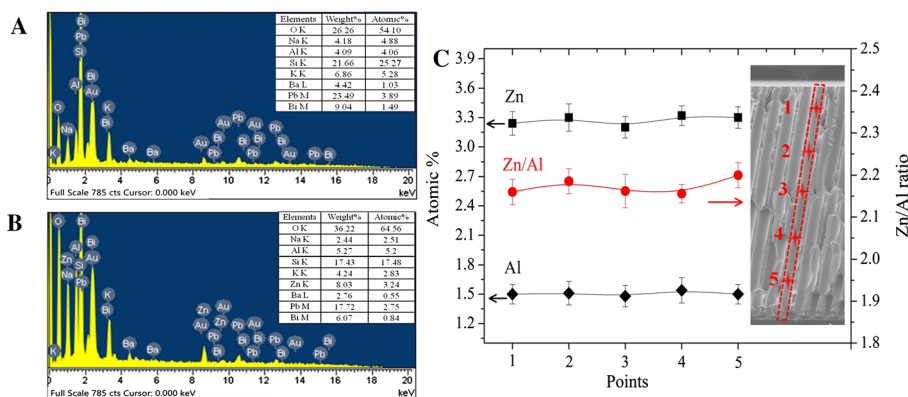 A
Bi
Pb
Si
Al
Bi
Au
O
Na
K
Bi
K
Ba
Ba
Au
Pb
Au
Bi
Pb
Au
Bi
Bi
Pb
Pb
Bi
Au
Pb
Bi
Elements Weight% Atomic%
O K 26.26 54.10
Na K 4.18 4.88
Al K 4.09 4.06
Si K 21.66 25.27
K K 6.86 5.28
Ba L 4.42 1.03
Pb M 23.49 3.89
Bi M 9.04 1.49
0 2 4 6 8 10 12 14 16 18 20
Full Scale 785 cts Cursor: 0.000 keV keV
B
O
Bi
Al
Bi
Zn
Si
Au
Na
Pb
K
Bi
K
Ba
Ba
Zn
Au
Au
Zn
Pb
Au
Pb
Bi
Bi
Bi
Pb
Bi
Au
Pb
Bi
Elements Weight% Atomic%
O K 36.22 64.56
Na K 2.44 2.51
Al K 5.27 5.2
Si K 17.43 17.48
K K 4.24 2.83
Zn K 8.03 3.24
Ba L 2.76 0.55
Pb M 17.72 2.75
Bi M 6.07 0.84
0 2 4 6 8 10 12 14 16 18 20
Full Scale 785 cts Cursor: 0.000 keV keV
C
Atomic %
3.9
3.6
3.3
3.0
2.7
2.4
2.1
1.8
1.5
1.2
Zn
Zn/Al
Al
1 2 3 4 5
Points
1
2
3
4
5
2.5
2.4
2.3
2.2
2.1
2.0
1.9
1.8
Zn/Al ratio